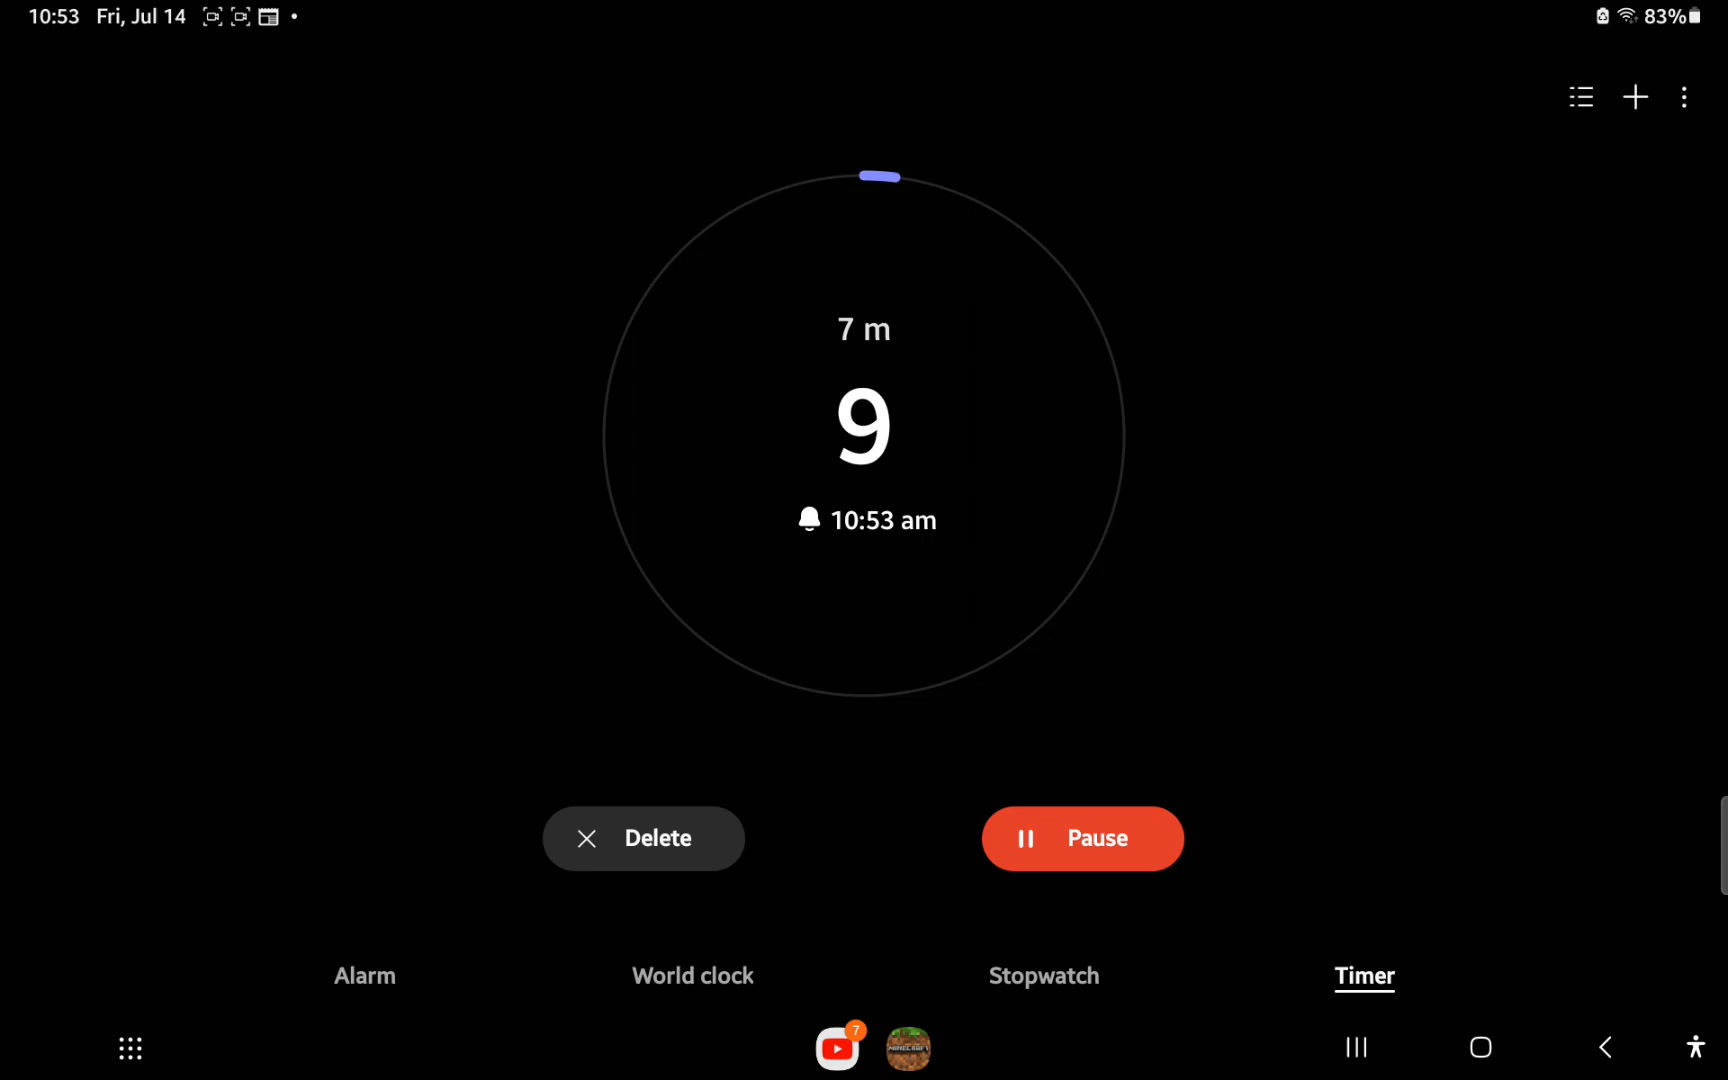 10:53 Fri, Jul 14
83%
7 m
9
10:53 am
Delete
Pause
Alarm
World clock
Stopwatch
Timer
7
MINECRAFT